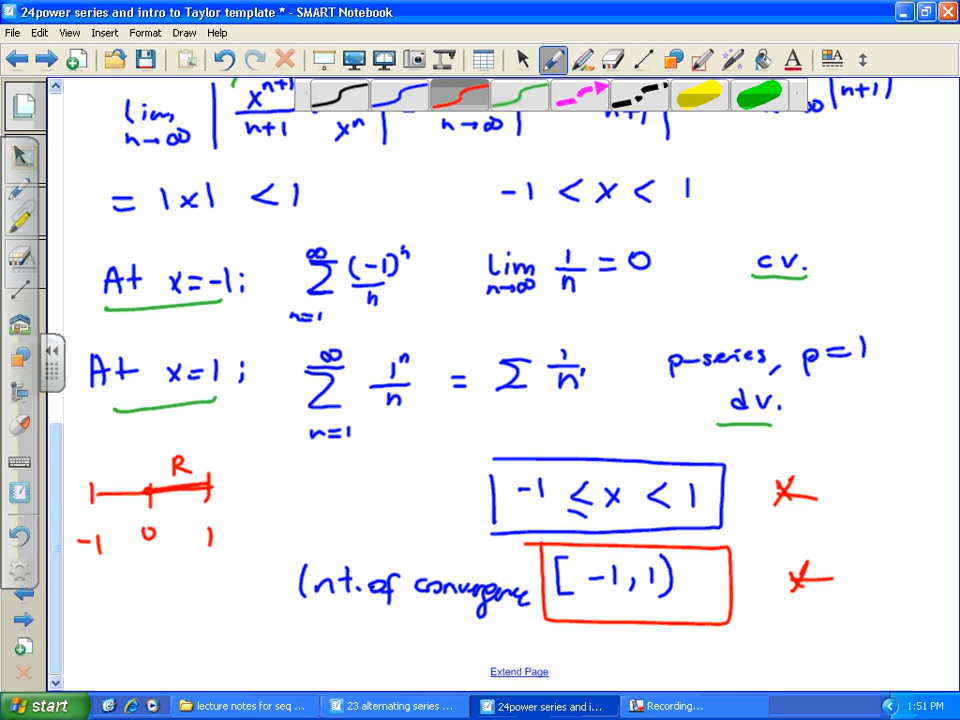 24power series and intro to Taylor template * - SMART Notebook
File Edit View Insert Format Draw Help
lim n→∞ | x^(n+1) / n+1   x^n |   n→∞ |   n+1 |   ∞ (n+1)
= |x| < 1   -1 < x < 1
At x=-1; ∞ Σ n=1 (-1)^n / n   lim n→∞ 1/n = 0   cv.
At x=1; ∞ Σ n=1 1^n / n = Σ 1/n,   p-series, p=1
dv.
R
-1 ≤ x < 1
-1 0 1
Int. of convergence [ -1, 1)
Extend Page
start lecture notes for seq ... 23 alternating series ... 24power series and i... Recording... 1:51 PM